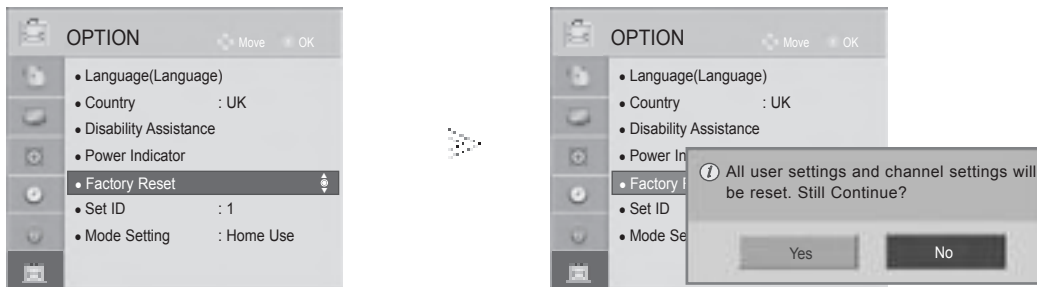 OPTION
Move OK
• Language(Language)
• Country : UK
• Disability Assistance
• Power Indicator
• Factory Reset
• Set ID : 1
• Mode Setting : Home Use
OPTION
Move OK
• Language(Language)
• Country : UK
• Disability Assistance
• Power In
• Factory R
• Set ID
• Mode Se
All user settings and channel settings will
be reset. Still Continue?
Yes No